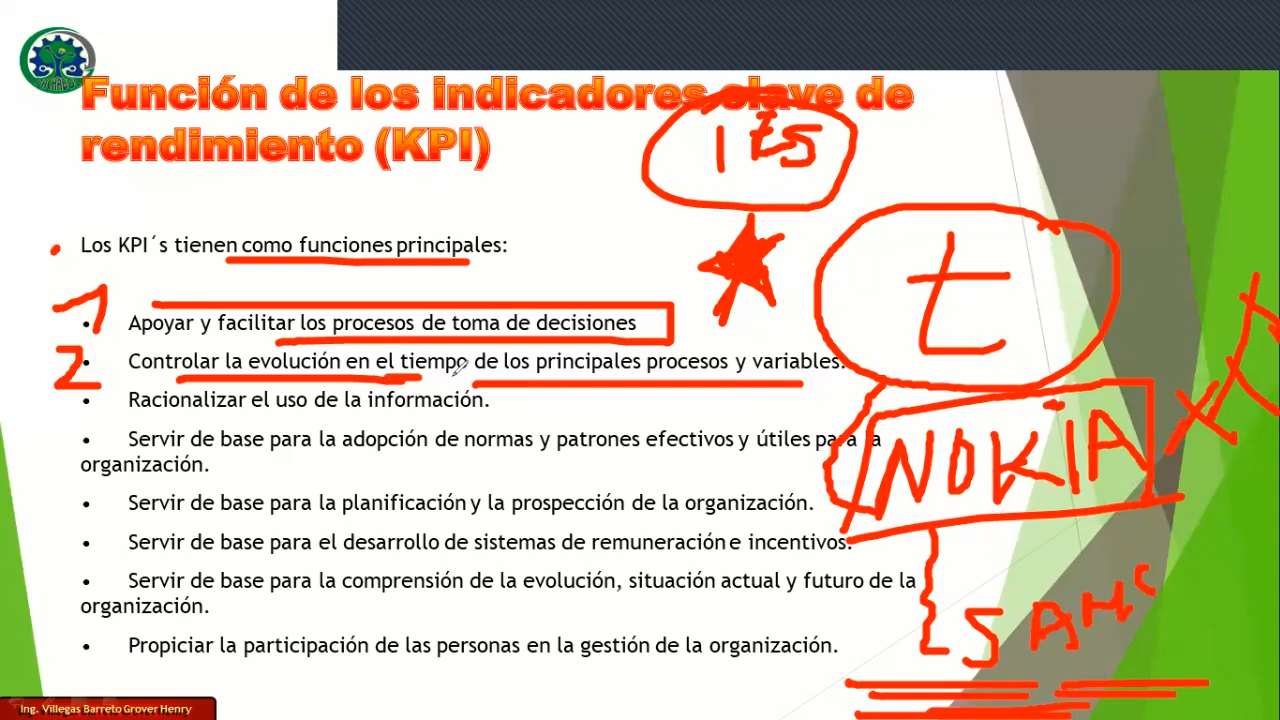 Función de los indicadores clave de
rendimiento (KPI)
1 ES
Los KPI´s tienen como funciones principales:
t
1
• Apoyar y facilitar los procesos de toma de decisiones
2
• Controlar la evolución en el tiempo de los principales procesos y variables.
• Racionalizar el uso de la información.
• Servir de base para la adopción de normas y patrones efectivos y útiles para la
organización.
NOKIA
• Servir de base para la planificación y la prospección de la organización.
• Servir de base para el desarrollo de sistemas de remuneración e incentivos.
• Servir de base para la comprensión de la evolución, situación actual y futuro de la
organización.
• Propiciar la participación de las personas en la gestión de la organización.
Ing. Villegas Barreto Grover Henry